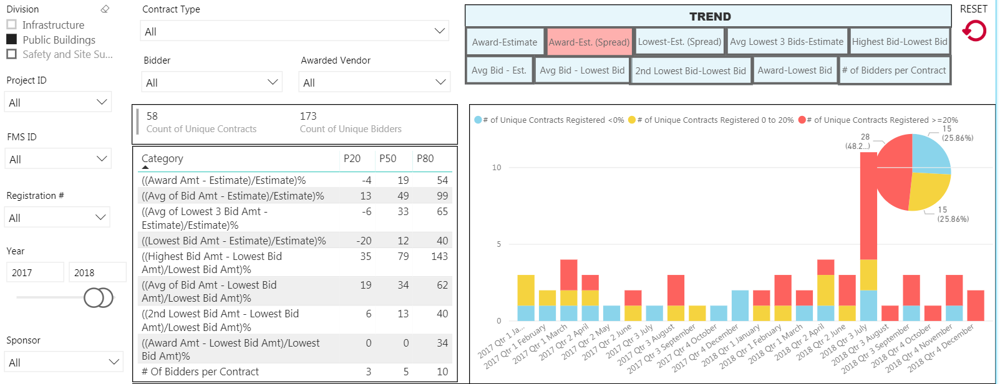 Division
Infrastructure
Public Buildings
Safety and Site Su...
Project ID
All
FMS ID
All
Registration #
All
Year
2017 2018
Sponsor
All
Contract Type
All
Bidder
All
Awarded Vendor
All
58
Count of Unique Contracts
173
Count of Unique Bidders
Category P20 P50 P80
((Award Amt - Estimate)/Estimate)% -4 19 54
((Avg of Bid Amt - Estimate)/Estimate)% 13 49 99
((Avg of Lowest 3 Bid Amt - -6 33 65
Estimate)/Estimate)%
((Lowest Bid Amt - Estimate)/Estimate)% -20 12 40
((Highest Bid Amt - Lowest Bid 35 79 143
Amt)/Lowest Bid Amt)%
((Avg of Bid Amt - Lowest Bid 19 34 62
Amt)/Lowest Bid Amt)%
((2nd Lowest Bid Amt - Lowest Bid 6 13 40
Amt)/Lowest Bid Amt)%
((Award Amt - Lowest Bid Amt)/Lowest 0 0 34
Bid Amt)%
# Of Bidders per Contract 3 5 10
TREND
Award-Estimate Award-Est. (Spread) Lowest-Est. (Spread) Avg Lowest 3 Bids-Estimate Highest Bid-Lowest Bid
Avg Bid - Est. Avg Bid - Lowest Bid 2nd Lowest Bid-Lowest Bid Award-Lowest Bid # of Bidders per Contract
RESET
# of Unique Contracts Registered <0% # of Unique Contracts Registered 0 to 20% # of Unique Contracts Registered >=20%
28
(48.2...)
15
(25.86%)
15
(25.86%)
10
5
0
2017 Qtr 1 Ja...
2017 Qtr 1 February
2017 Qtr 1 March
2017 Qtr 2 April
2017 Qtr 2 May
2017 Qtr 2 June
2017 Qtr 3 July
2017 Qtr 3 August
2017 Qtr 3 September
2017 Qtr 4 October
2017 Qtr 4 December
2018 Qtr 1 January
2018 Qtr 1 February
2018 Qtr 1 March
2018 Qtr 2 April
2018 Qtr 2 June
2018 Qtr 3 July
2018 Qtr 3 August
2018 Qtr 3 September
2018 Qtr 4 October
2018 Qtr 4 November
2018 Qtr 4 December